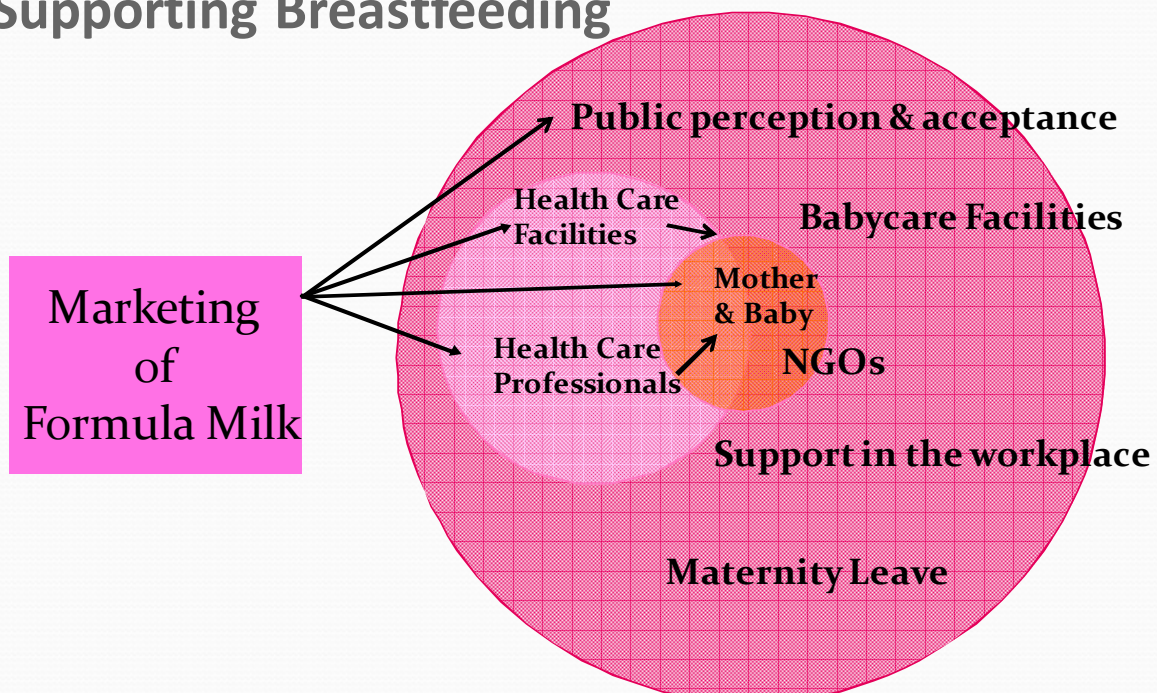 Supporting Breastfeeding
Public perception & acceptance
Health Care
Facilities
Babycare Facilities
Mother
& Baby
Marketing
of
Formula Milk
Health Care
Professionals
NGOs
Support in the workplace
Maternity Leave